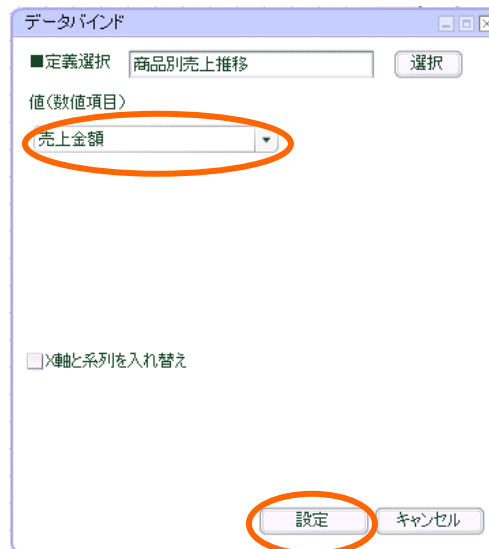 データバインド
■定義選択 商品別売上推移 選択
値(数値項目)
売上金額
X軸と系列を入れ替え
設定 キャンセル